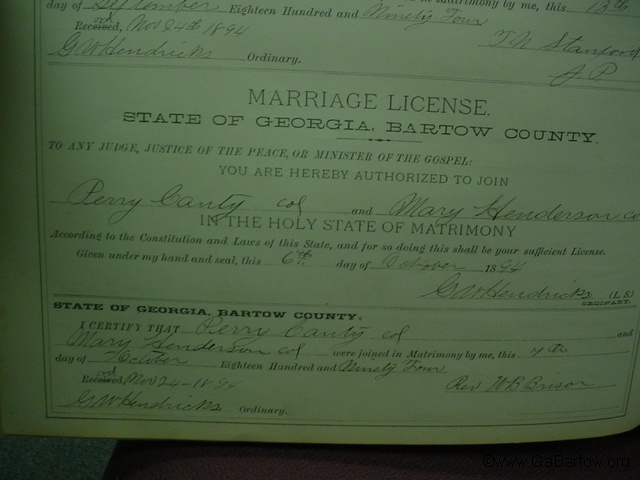 day of September Eighteen Hundred and Ninety Four
Received, Nov 24th 1894
T. N. Stanford
G W Hendricks Ordinary.
J P
MARRIAGE LICENSE.
STATE OF GEORGIA, BARTOW COUNTY.
TO ANY JUDGE, JUSTICE OF THE PEACE, OR MINISTER OF THE GOSPEL:
YOU ARE HEREBY AUTHORIZED TO JOIN
Perry Canty col and Mary Henderson co
IN THE HOLY STATE OF MATRIMONY
According to the Constitution and Laws of this State, and for so doing this shall be your sufficient License.
Given under my hand and seal, this 6th day of October 1894
G W Hendricks (L. S)
ORDINARY.
STATE OF GEORGIA, BARTOW COUNTY:
I CERTIFY THAT Perry Canty col and
Mary Henderson col were joined in Matrimony by me, this 7th
day of October Eighteen Hundred and Ninety Four
Rec'd Nov 24 - 1894 Rev W B
G W Hendricks Ordinary.
©www.GaBartow.org